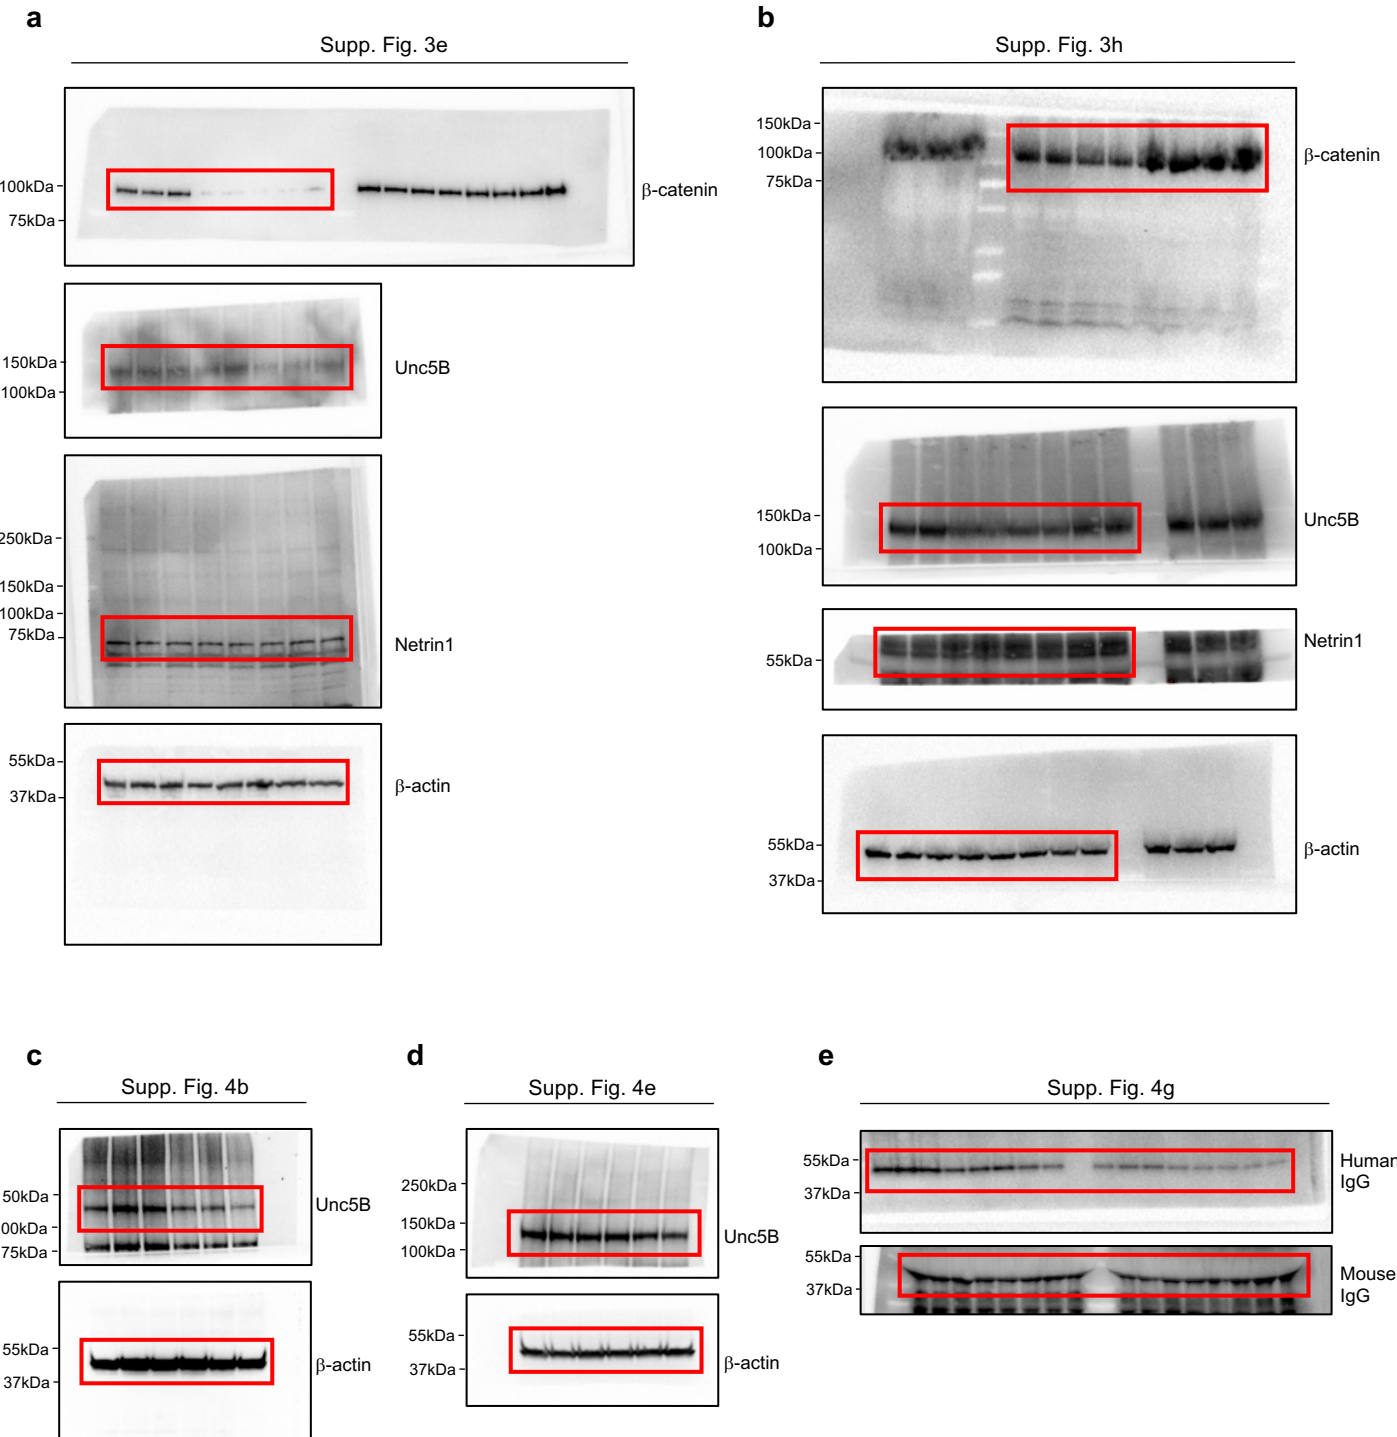 a
Supp. Fig. 3e
100kDa
75kDa
β-catenin
150kDa
100kDa
Unc5B
250kDa
150kDa
100kDa
75kDa
Netrin1
55kDa
37kDa
β-actin
b
Supp. Fig. 3h
150kDa
100kDa
75kDa
β-catenin
150kDa
100kDa
Unc5B
55kDa
Netrin1
55kDa
37kDa
β-actin
c
Supp. Fig. 4b
50kDa
00kDa
75kDa
Unc5B
55kDa
37kDa
β-actin
d
Supp. Fig. 4e
250kDa
150kDa
100kDa
Unc5B
55kDa
37kDa
β-actin
e
Supp. Fig. 4g
55kDa
37kDa
Human
IgG
55kDa
37kDa
Mouse
IgG